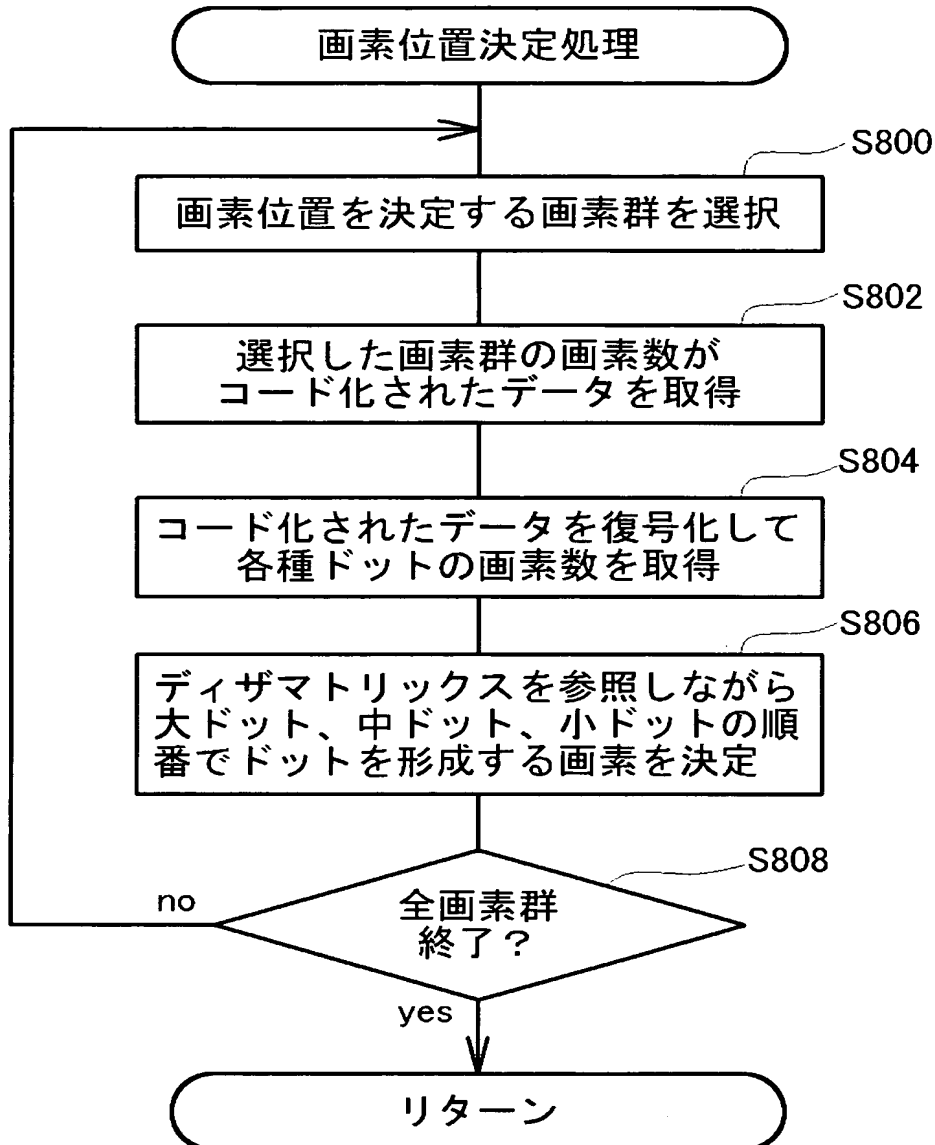 画素位置決定処理
S800
画素位置を決定する画素群を選択
S802
選択した画素群の画素数が
コード化されたデータを取得
S804
コード化されたデータを復号化して
各種ドットの画素数を取得
S806
ディザマトリックスを参照しながら
大ドット、中ドット、小ドットの順
番でドットを形成する画素を決定
S808
no
全画素群
終了？
yes
リターン